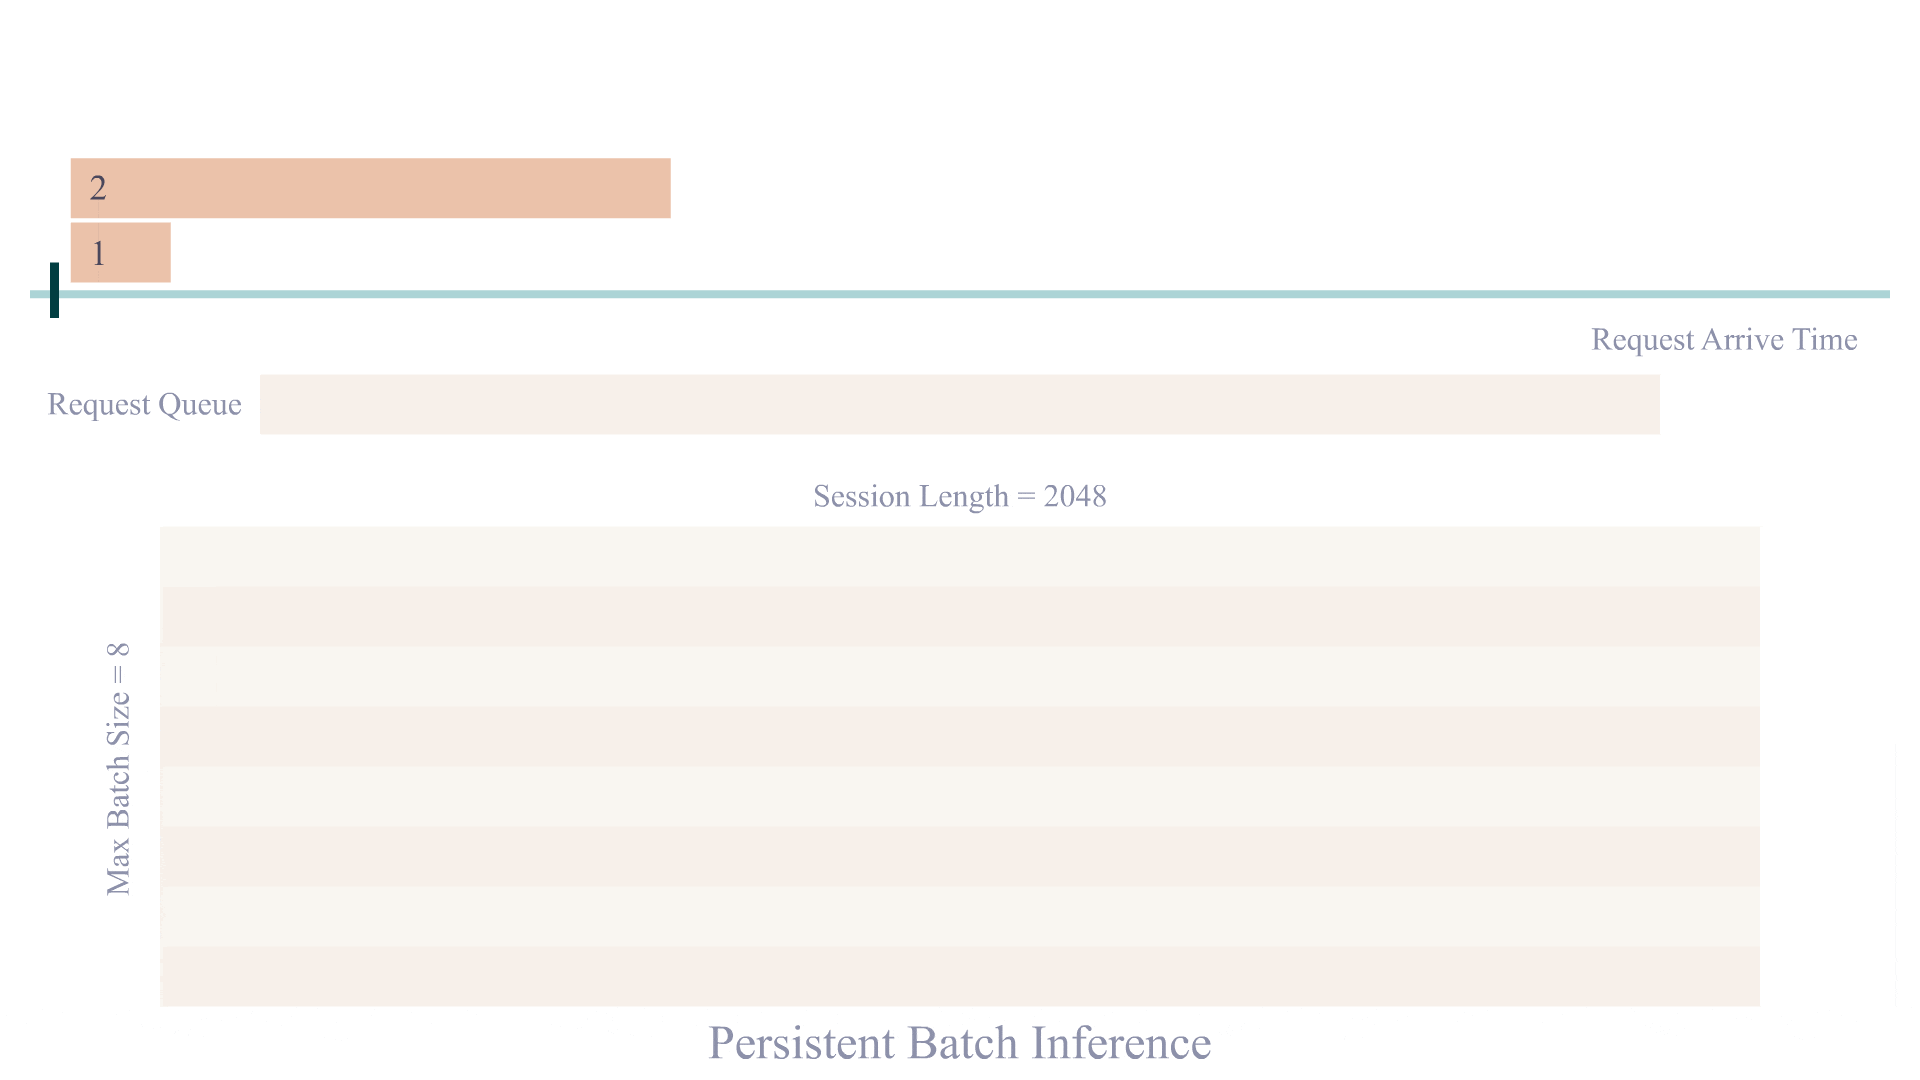 2
1
Request Arrive Time
Request Queue
Session Length = 2048
Max Batch Size = 8
Persistent Batch Inference